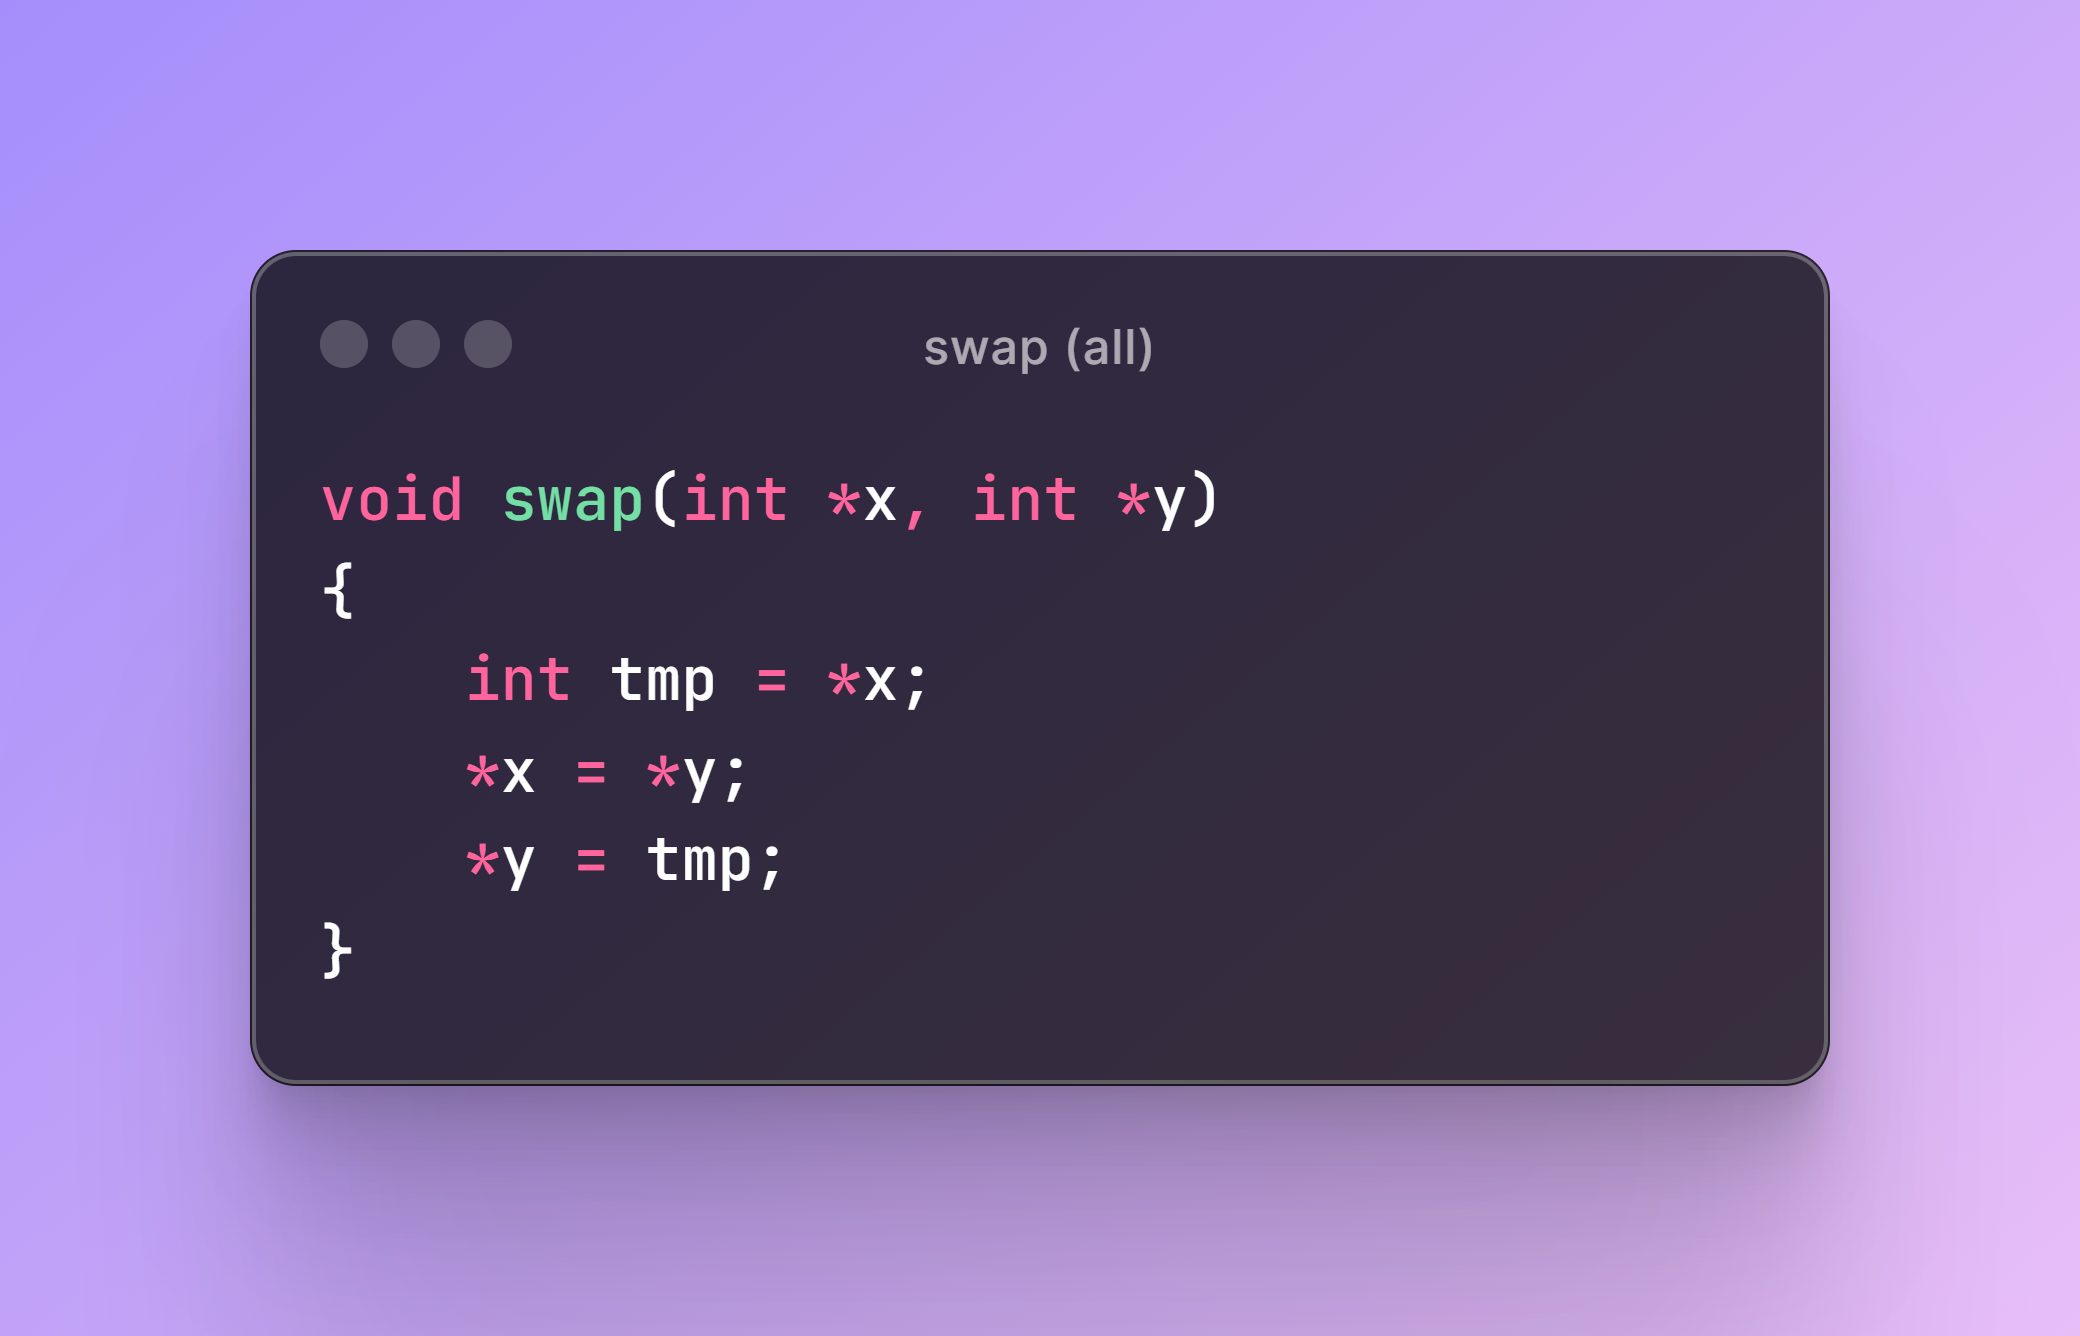 swap (all)
void swap(int *x, int *y)
{
    int tmp = *x;
    *x = *y;
    *y = tmp;
}